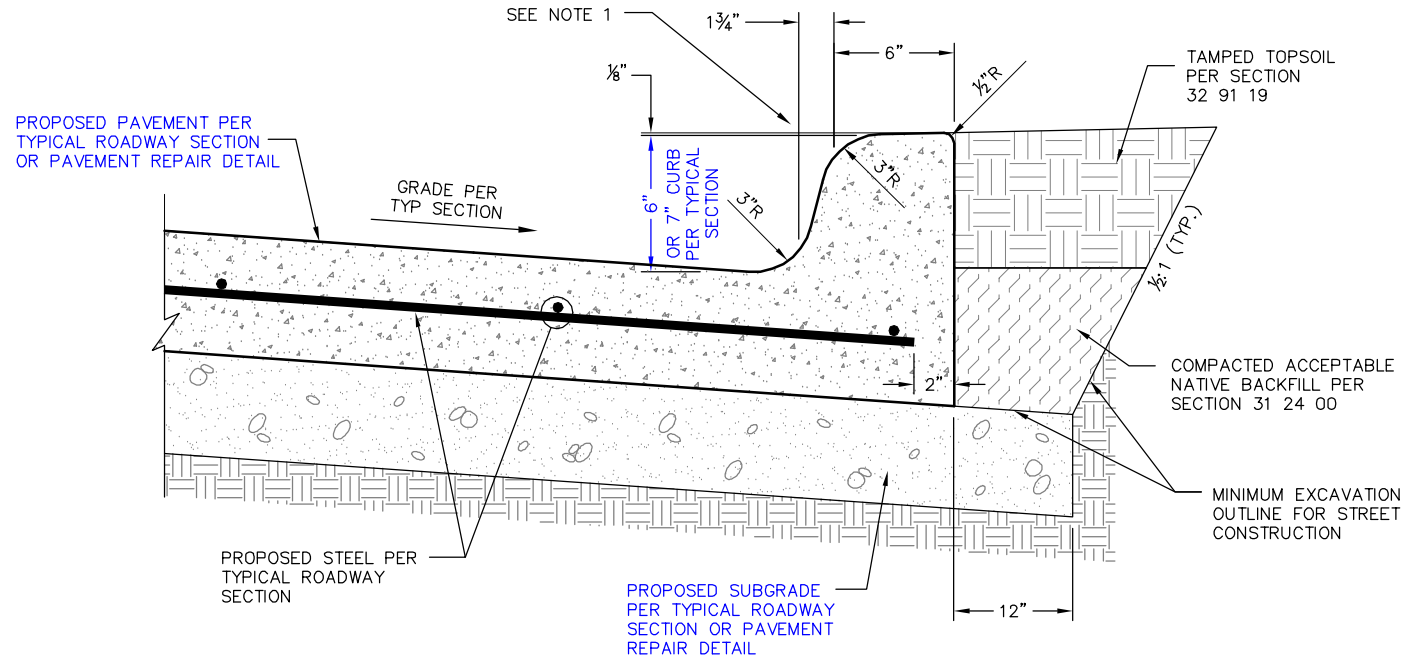 SEE NOTE 1
1¾"
6"
⅛"
½"R
TAMPED TOPSOIL
PER SECTION
32 91 19
PROPOSED PAVEMENT PER
TYPICAL ROADWAY SECTION
OR PAVEMENT REPAIR DETAIL
GRADE PER
TYP SECTION
6"
OR 7" CURB
PER TYPICAL
SECTION
3"R
3"R
½:1 (TYP.)
2"
COMPACTED ACCEPTABLE
NATIVE BACKFILL PER
SECTION 31 24 00
MINIMUM EXCAVATION
OUTLINE FOR STREET
CONSTRUCTION
PROPOSED STEEL PER
TYPICAL ROADWAY
SECTION
PROPOSED SUBGRADE
PER TYPICAL ROADWAY
SECTION OR PAVEMENT
REPAIR DETAIL
12"